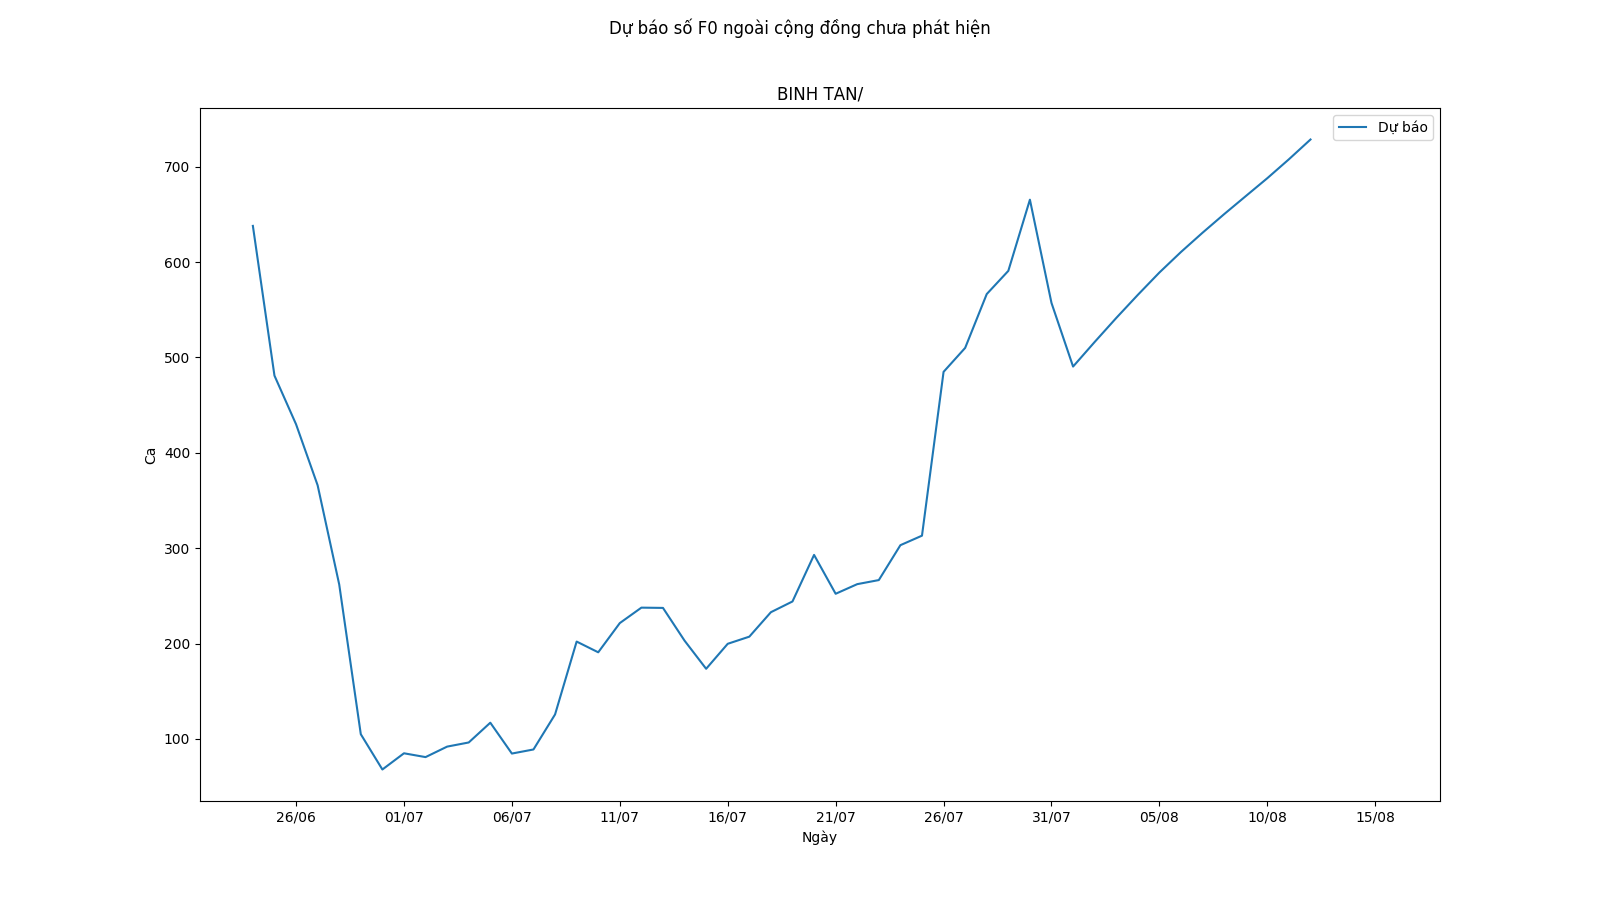 Dự báo số F0 ngoài cộng đồng chưa phát hiện
BINH TAN/
Dự báo
700
600
500
400
300
200
100
Ca
26/06 01/07 06/07 11/07 16/07 21/07 26/07 31/07 05/08 10/08 15/08
Ngày